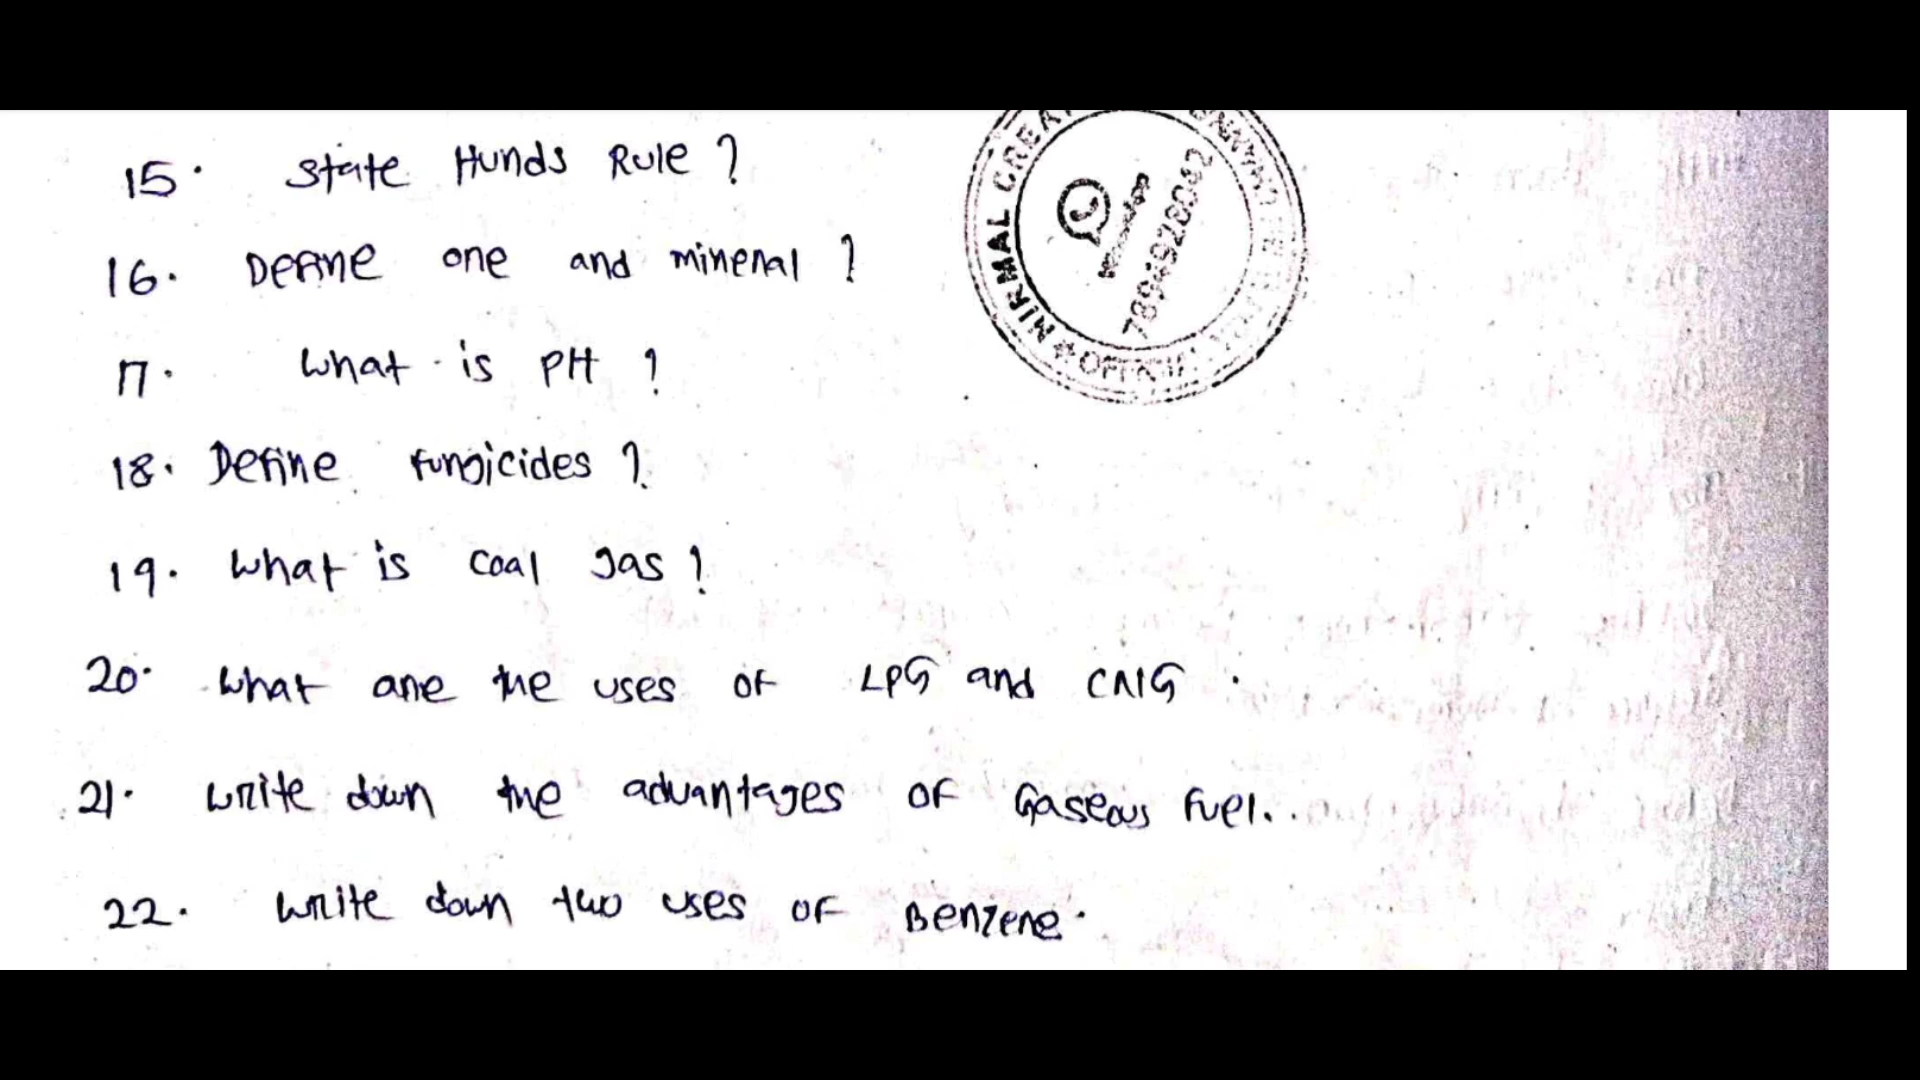 15. State Hunds Rule ?
16. Define ore and mineral ?
17. What is PH ?
18. Define fungicides ?
19. What is coal gas ?
20. What are the uses of LPG and CNG .
21. Write down the advantages of Gaseous fuel.
22. Write down two uses of Benzene.
NIRMAL
7894928042